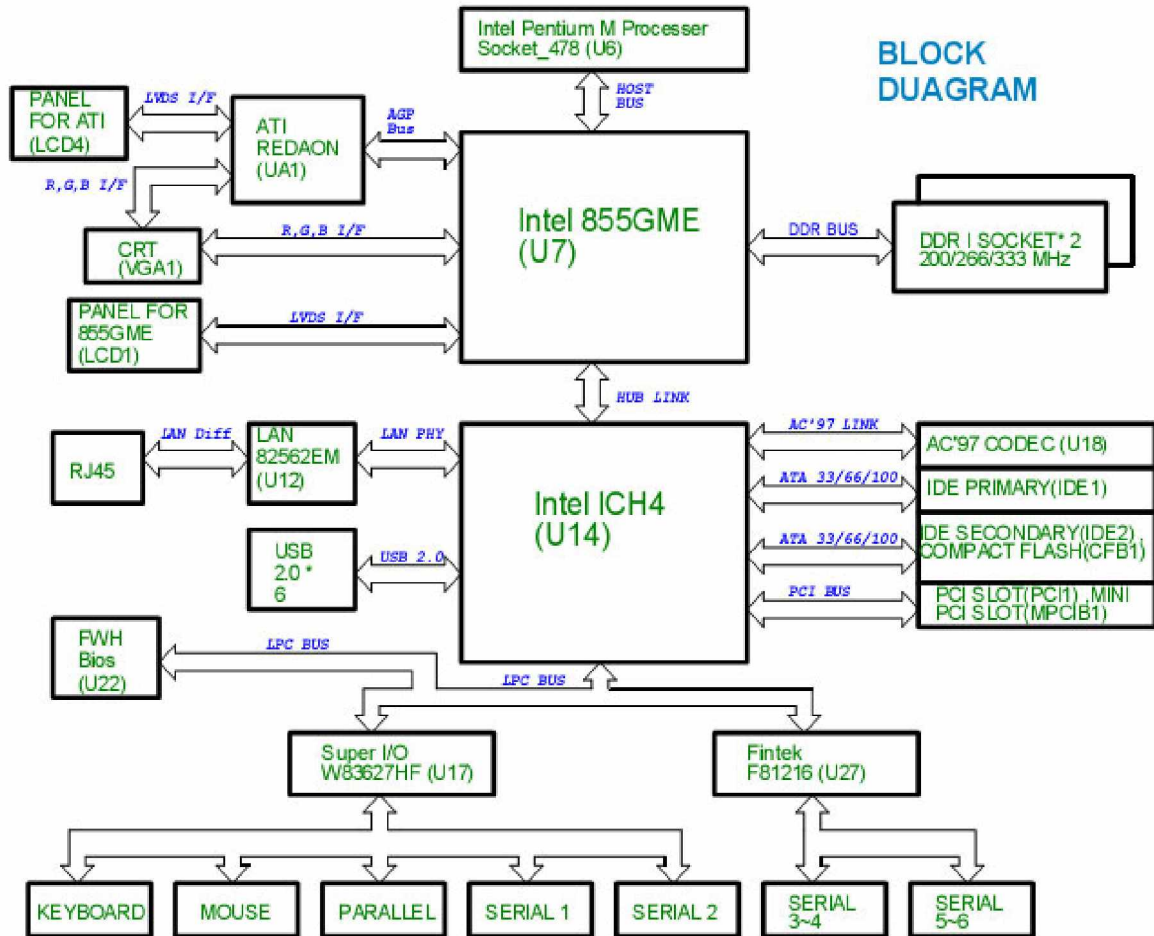 Intel Pentium M Processer
Socket_478 (U6)
BLOCK
DUAGRAM
HOST
BUS
PANEL
FOR ATI
(LCD4)
LVDS I/F
ATI
REDAON
(UA1)
AGP
Bus
R,G,B I/F
Intel 855GME
(U7)
CRT
(VGA1)
R,G,B I/F
DDR BUS
DDR I SOCKET* 2
200/266/333 MHz
PANEL FOR
855GME
(LCD1)
LVDS I/F
HUB LINK
RJ45
LAN Diff
LAN
82562EM
(U12)
LAN PHY
Intel ICH4
(U14)
AC'97 LINK
AC'97 CODEC (U18)
ATA 33/66/100
IDE PRIMARY(IDE1)
ATA 33/66/100
IDE SECONDARY(IDE2) ,
COMPACT FLASH(CFB1)
USB
2.0 *
6
USB 2.0
PCI BUS
PCI SLOT(PCI1) ,MINI
PCI SLOT(MPCIB1)
FWH
Bios
(U22)
LPC BUS
LPC BUS
Super I/O
W83627HF (U17)
Fintek
F81216 (U27)
KEYBOARD
MOUSE
PARALLEL
SERIAL 1
SERIAL 2
SERIAL
3~4
SERIAL
5~6